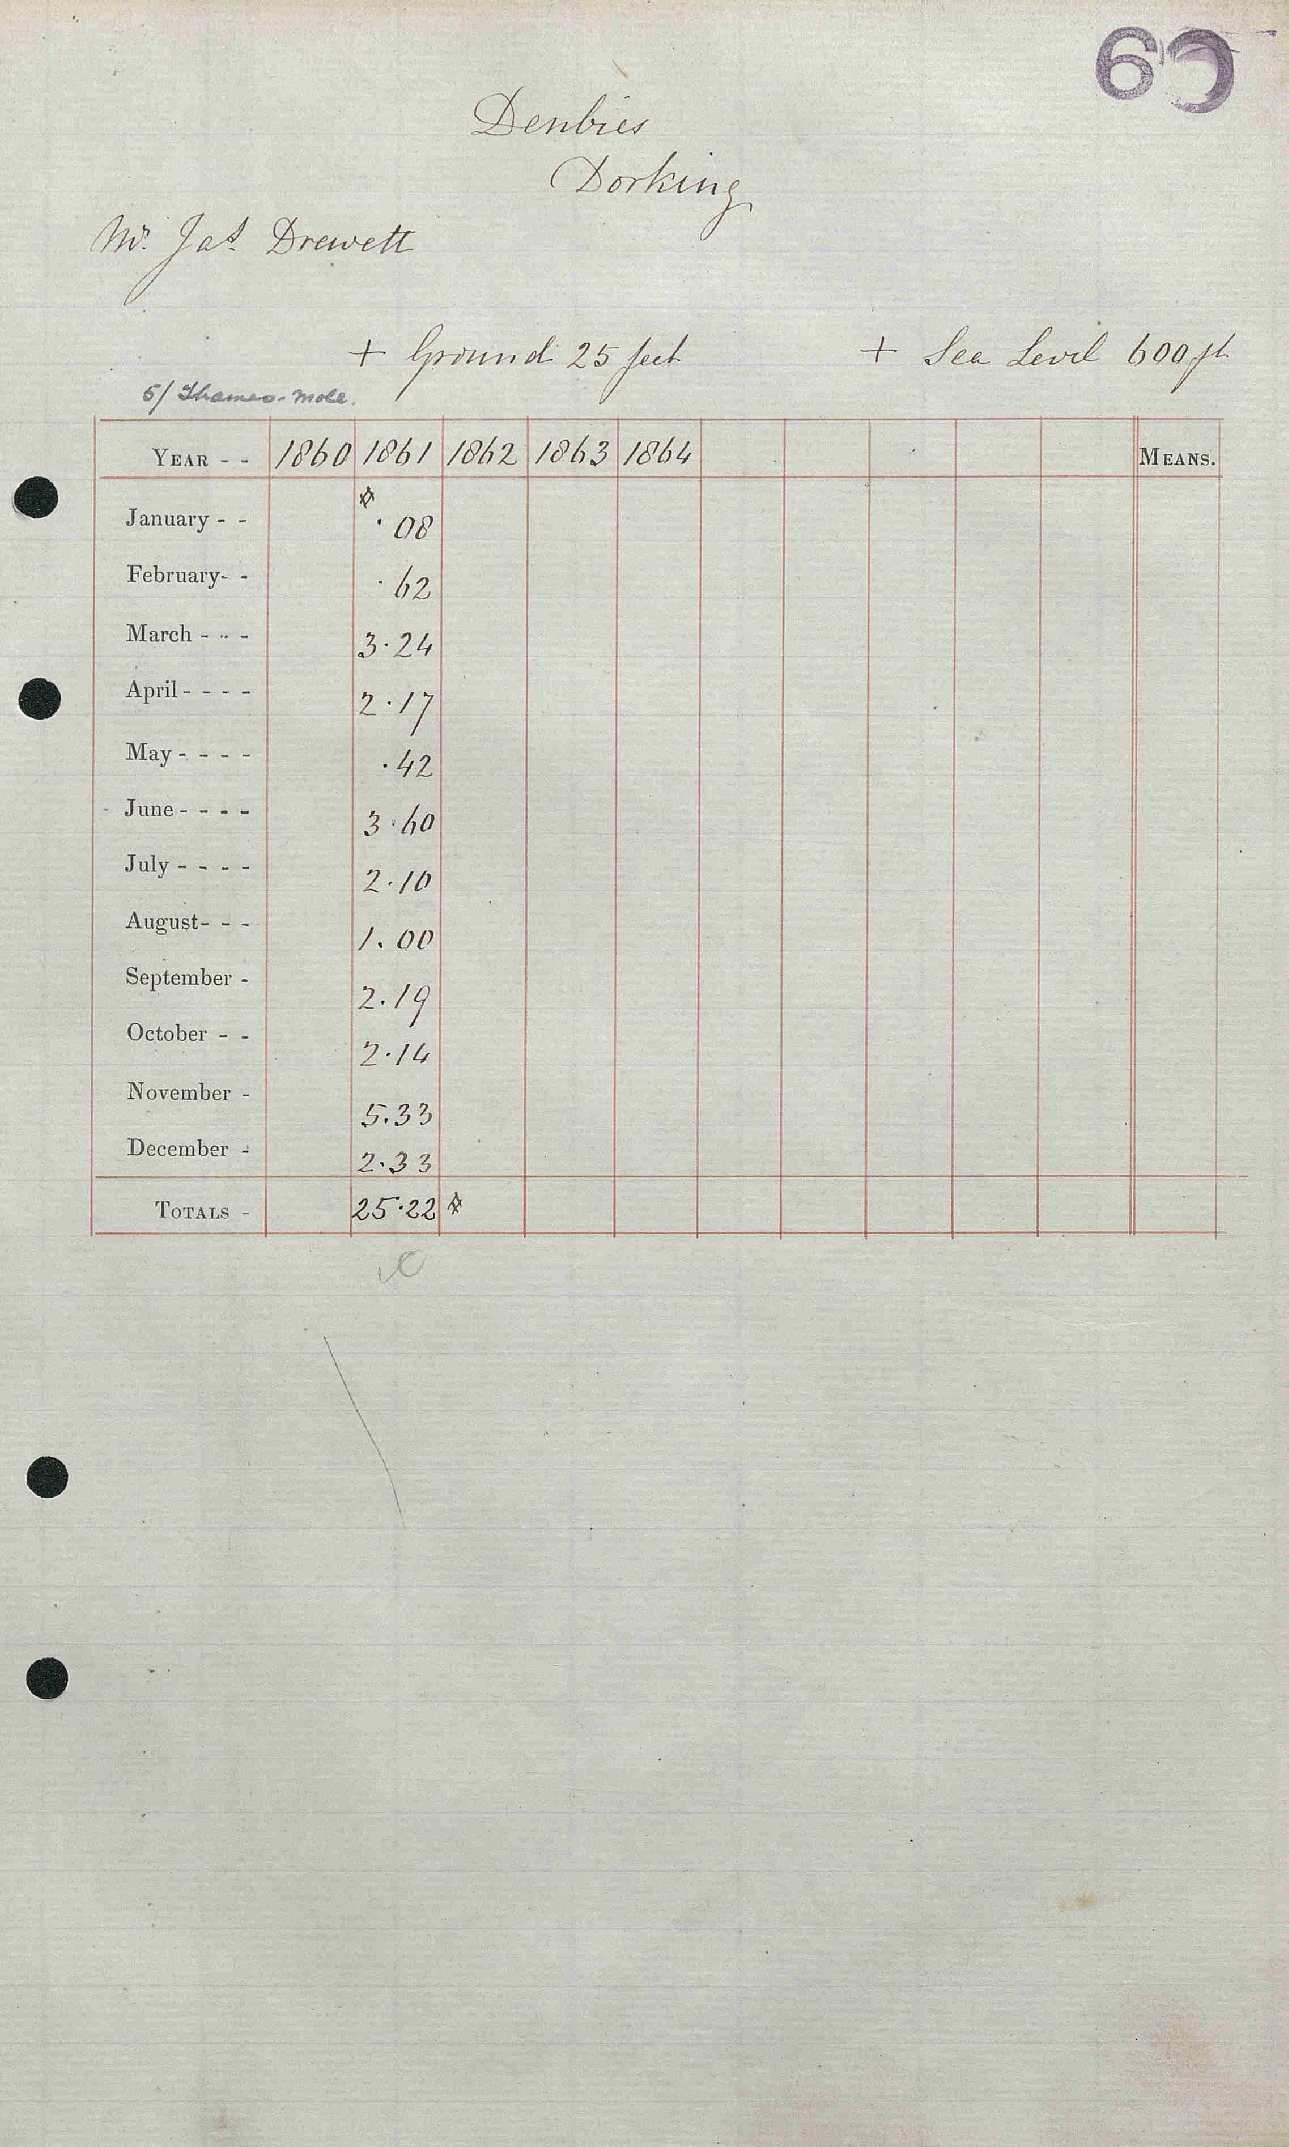 60
Denbies
Dorking
Mr. Jas. Drewett
+ Ground 25 feet + Sea Level 600 ft
5/ Thames-Mole.
YEAR - - 1860 1861 1862 1863 1864 MEANS.
January - - .08
February- - .62
March - - - 3.24
April - - - - 2.17
May - - - - .42
June - - - - 3.60
July - - - - 2.10
August- - - 1.00
September - 2.19
October - - 2.14
November - 5.33
December - 2.33
TOTALS - 25.22